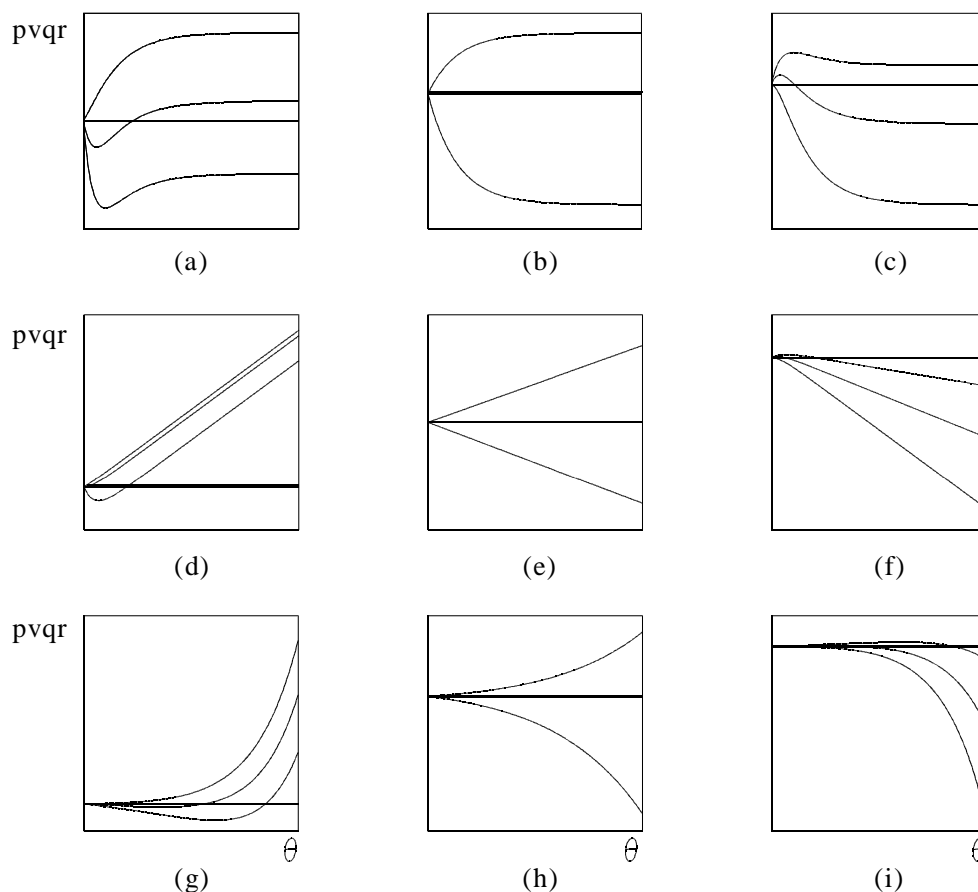 pvqr
(a) (b) (c)
pvqr
(d) (e) (f)
pvqr
θ θ θ
(g) (h) (i)